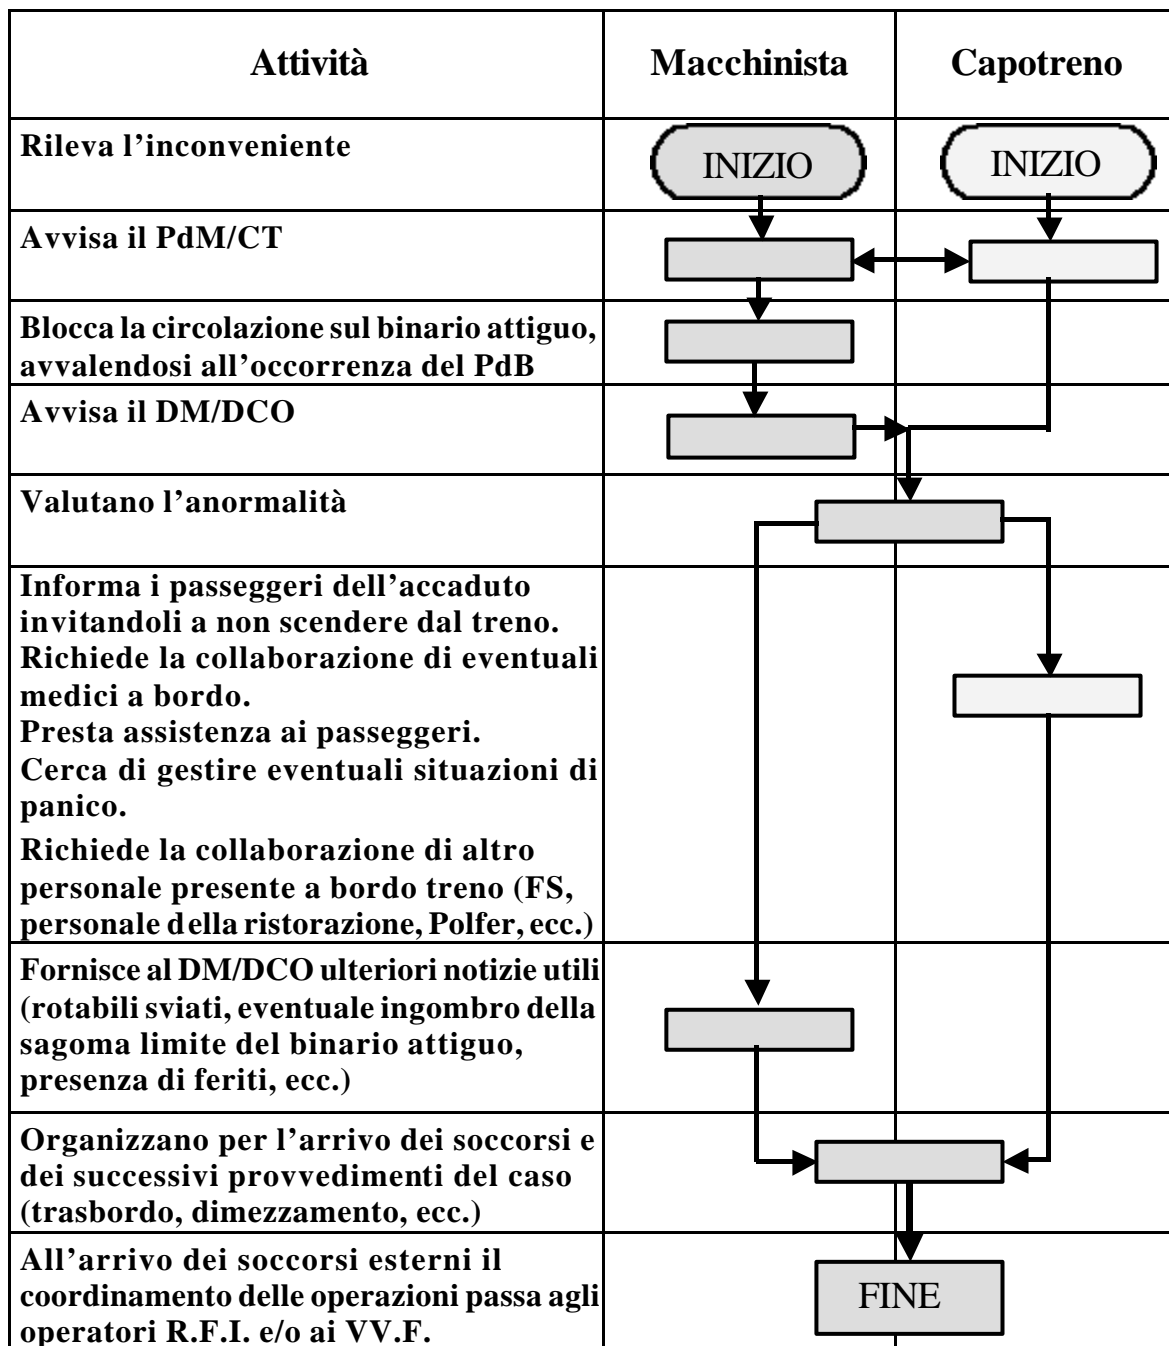 Attività Macchinista Capotreno
Rileva l’inconveniente INIZIO INIZIO
Avvisa il PdM/CT
Blocca la circolazione sul binario attiguo,
avvalendosi all’occorrenza del PdB
Avvisa il DM/DCO
Valutano l’anormalità
Informa i passeggeri dell’accaduto
invitandoli a non scendere dal treno.
Richiede la collaborazione di eventuali
medici a bordo.
Presta assistenza ai passeggeri.
Cerca di gestire eventuali situazioni di
panico.
Richiede la collaborazione di altro
personale presente a bordo treno (FS,
personale della ristorazione, Polfer, ecc.)
Fornisce al DM/DCO ulteriori notizie utili
(rotabili sviati, eventuale ingombro della
sagoma limite del binario attiguo,
presenza di feriti, ecc.)
Organizzano per l’arrivo dei soccorsi e
dei successivi provvedimenti del caso
(trasbordo, dimezzamento, ecc.)
All’arrivo dei soccorsi esterni il
coordinamento delle operazioni passa agli
operatori R.F.I. e/o ai VV.F.
FINE